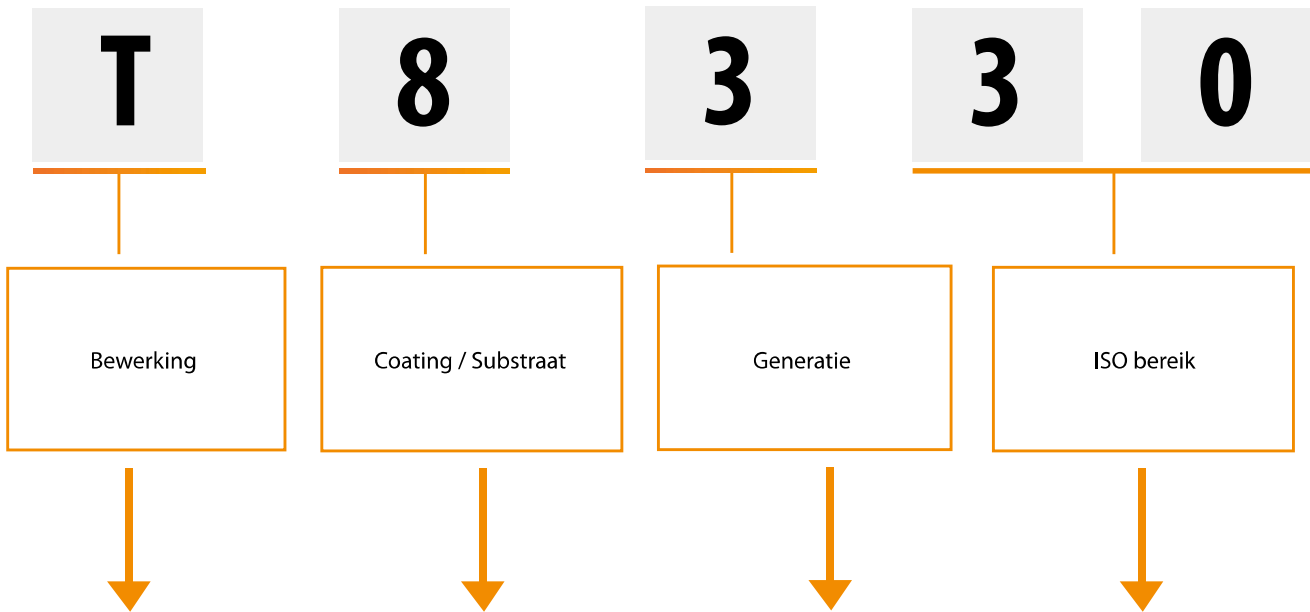 T 8 3 3 0
Bewerking
Coating / Substraat
Generatie
ISO bereik